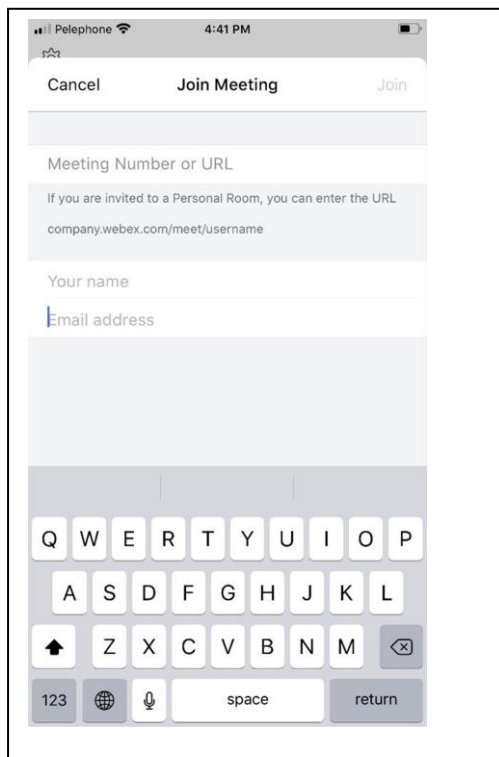 Pelephone 4:41 PM
Cancel Join Meeting Join
Meeting Number or URL
If you are invited to a Personal Room, you can enter the URL
company.webex.com/meet/username
Your name
Email address
Q W E R T Y U I O P
A S D F G H J K L
Z X C V B N M
123 space return